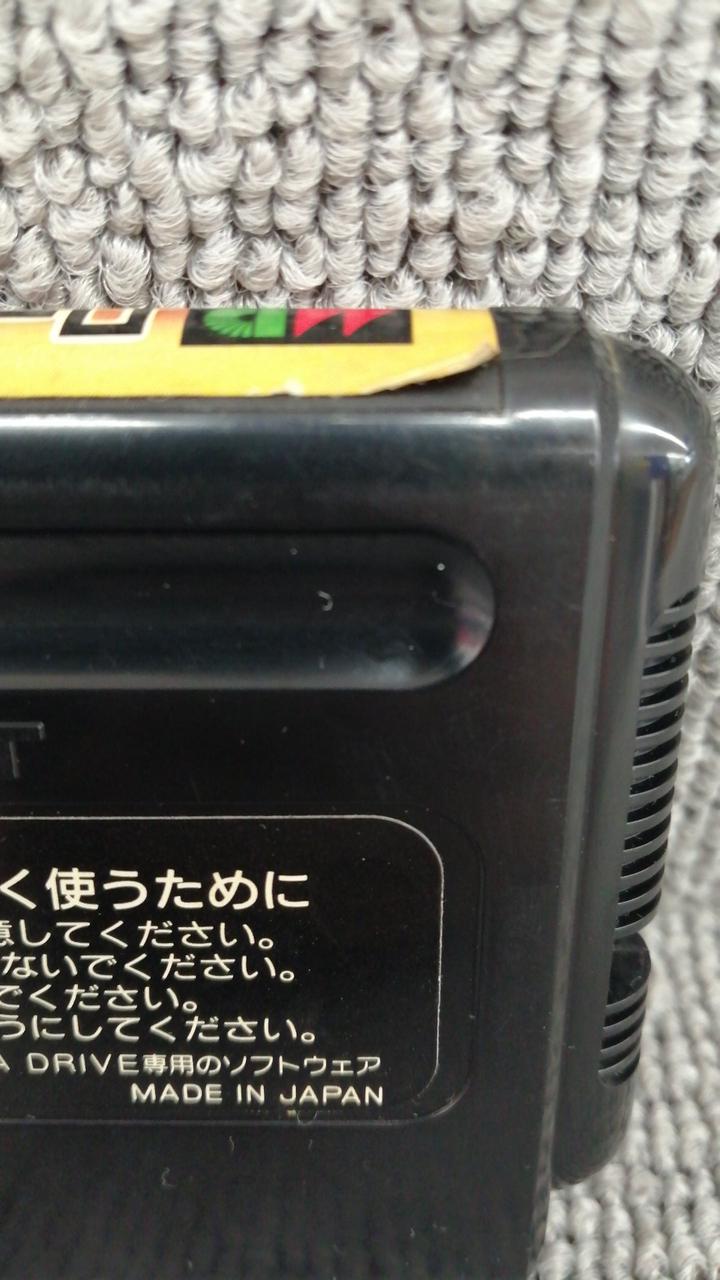 T
く使うために
意してください。
ないでください。
でください。
うにしてください。
A DRIVE専用のソフトウェア
MADE IN JAPAN